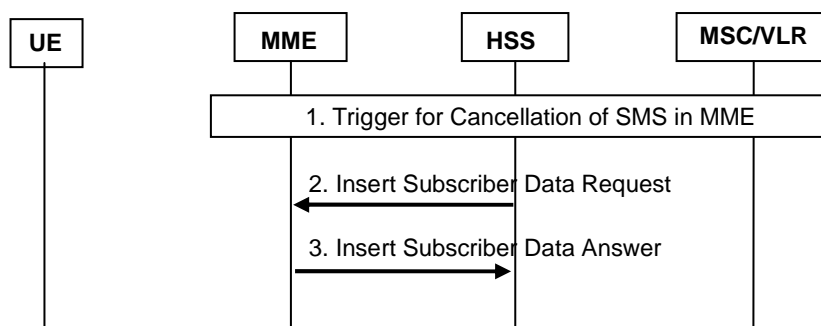 UE
MME
HSS
MSC/VLR
1. Trigger for Cancellation of SMS in MME
2. Insert Subscriber Data Request
3. Insert Subscriber Data Answer